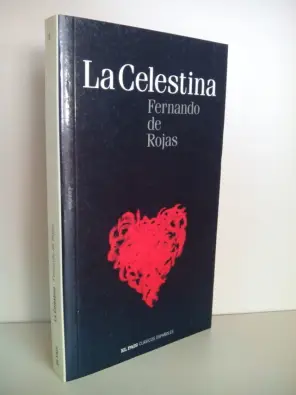 La Celestina
Fernando
de
Rojas
EL PAÍS CLÁSICOS ESPAÑOLES